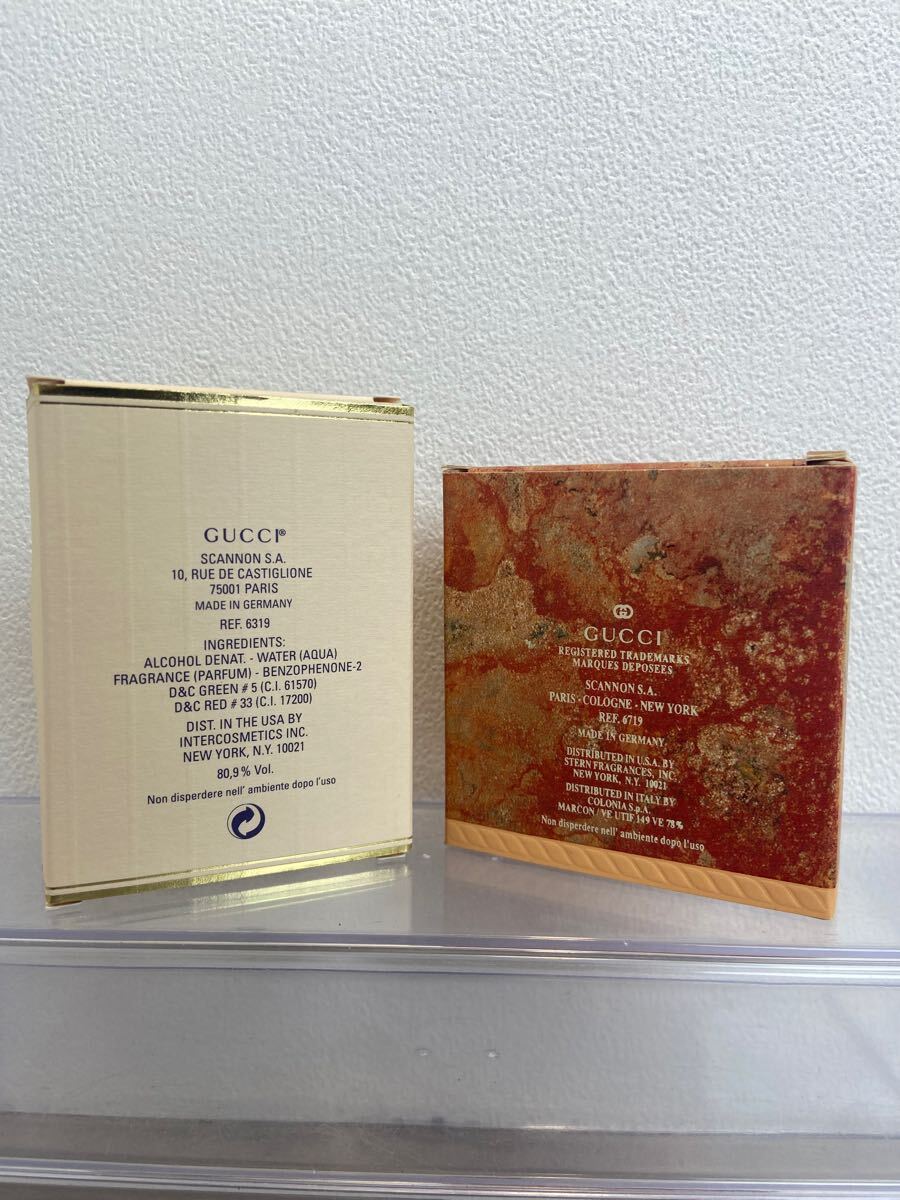 GUCCI®
SCANNON S.A.
10, RUE DE CASTIGLIONE
75001 PARIS
MADE IN GERMANY
REF. 6319
INGREDIENTS:
ALCOHOL DENAT. - WATER (AQUA)
FRAGRANCE (PARFUM) - BENZOPHENONE-2
D&C GREEN # 5 (C.I. 61570)
D&C RED # 33 (C.I. 17200)
DIST. IN THE USA BY
INTERCOSMETICS INC.
NEW YORK, N.Y. 10021
80,9 % Vol.
Non disperdere nell' ambiente dopo l'uso
GUCCI
REGISTERED TRADEMARKS
MARQUES DEPOSEES
SCANNON S.A.
PARIS - COLOGNE - NEW YORK
REF. 6719
MADE IN GERMANY
DISTRIBUTED IN U.S.A. BY
STERN FRAGRANCES, INC.
NEW YORK, N.Y. 10021
DISTRIBUTED IN ITALY BY
COLONIA S.p.A.
MARCON / VE UTIF 149 VE 78%
Non disperdere nell' ambiente dopo l'uso